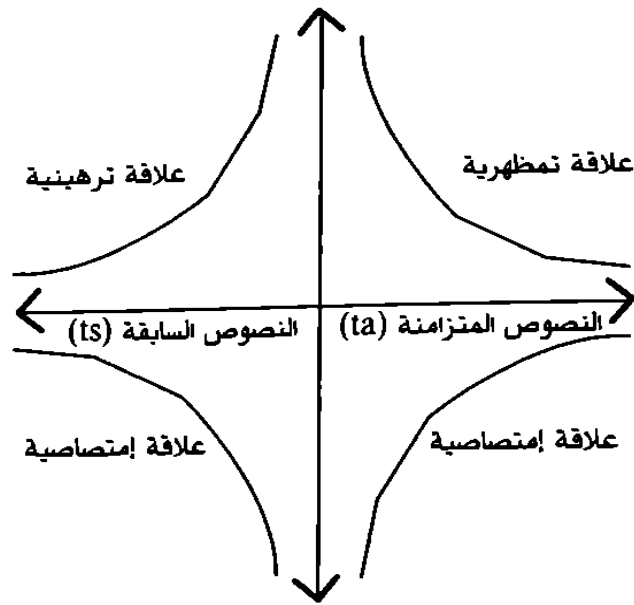 علاقة تمظهرية
علاقة ترهينية
النصوص المتزامنة (ta)
النصوص السابقة (ts)
علاقة إمتصاصية
علاقة إمتصاصية